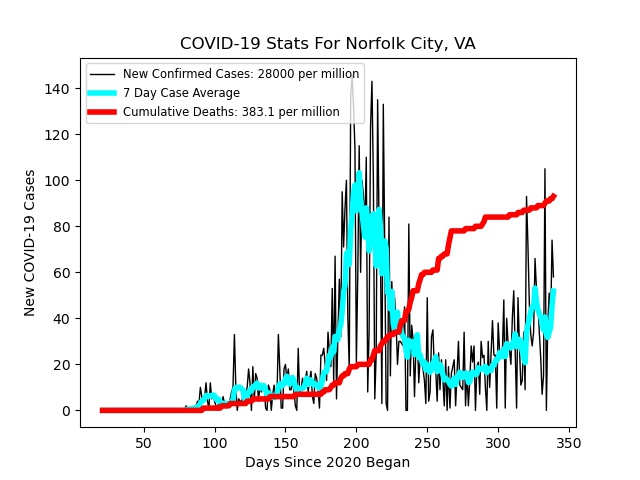 COVID-19 Stats For Norfolk City, VA
New Confirmed Cases: 28000 per million
7 Day Case Average
Cumulative Deaths: 383.1 per million
New COVID-19 Cases
140
120
100
80
60
40
20
0
50
100
150
200
250
300
350
Days Since 2020 Began